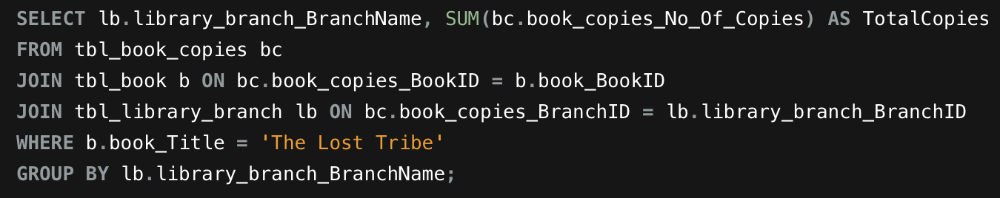 SELECT lb.library_branch_BranchName, SUM(bc.book_copies_No_Of_Copies) AS TotalCopies
FROM tbl_book_copies bc
JOIN tbl_book b ON bc.book_copies_BookID = b.book_BookID
JOIN tbl_library_branch lb ON bc.book_copies_BranchID = lb.library_branch_BranchID
WHERE b.book_Title = 'The Lost Tribe'
GROUP BY lb.library_branch_BranchName;